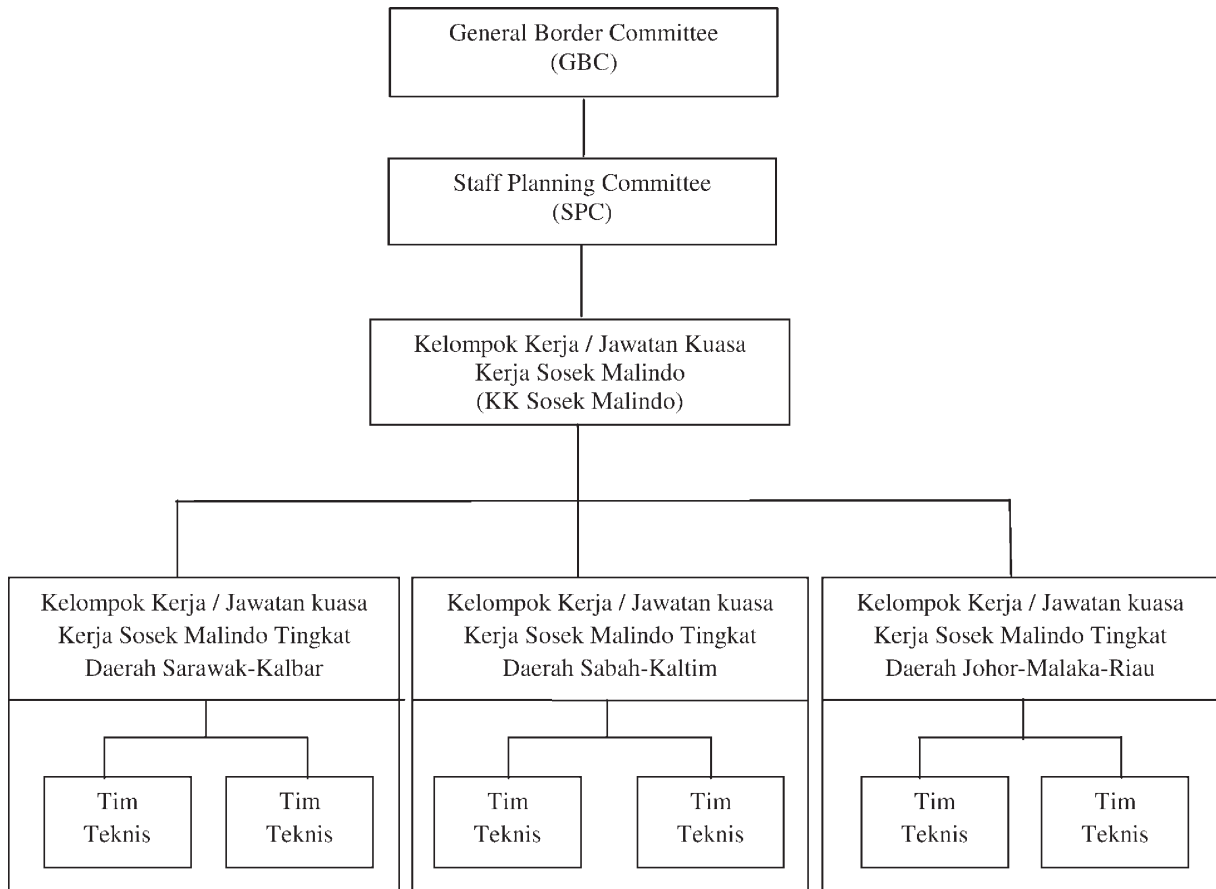 General Border Committee
(GBC)
Staff Planning Committee
(SPC)
Kelompok Kerja / Jawatan Kuasa
Kerja Sosek Malindo
(KK Sosek Malindo)
Kelompok Kerja / Jawatan kuasa
Kerja Sosek Malindo Tingkat
Daerah Sarawak-Kalbar
Kelompok Kerja / Jawatan kuasa
Kerja Sosek Malindo Tingkat
Daerah Sabah-Kaltim
Kelompok Kerja / Jawatan kuasa
Kerja Sosek Malindo Tingkat
Daerah Johor-Malaka-Riau
Tim
Teknis
Tim
Teknis
Tim
Teknis
Tim
Teknis
Tim
Teknis
Tim
Teknis